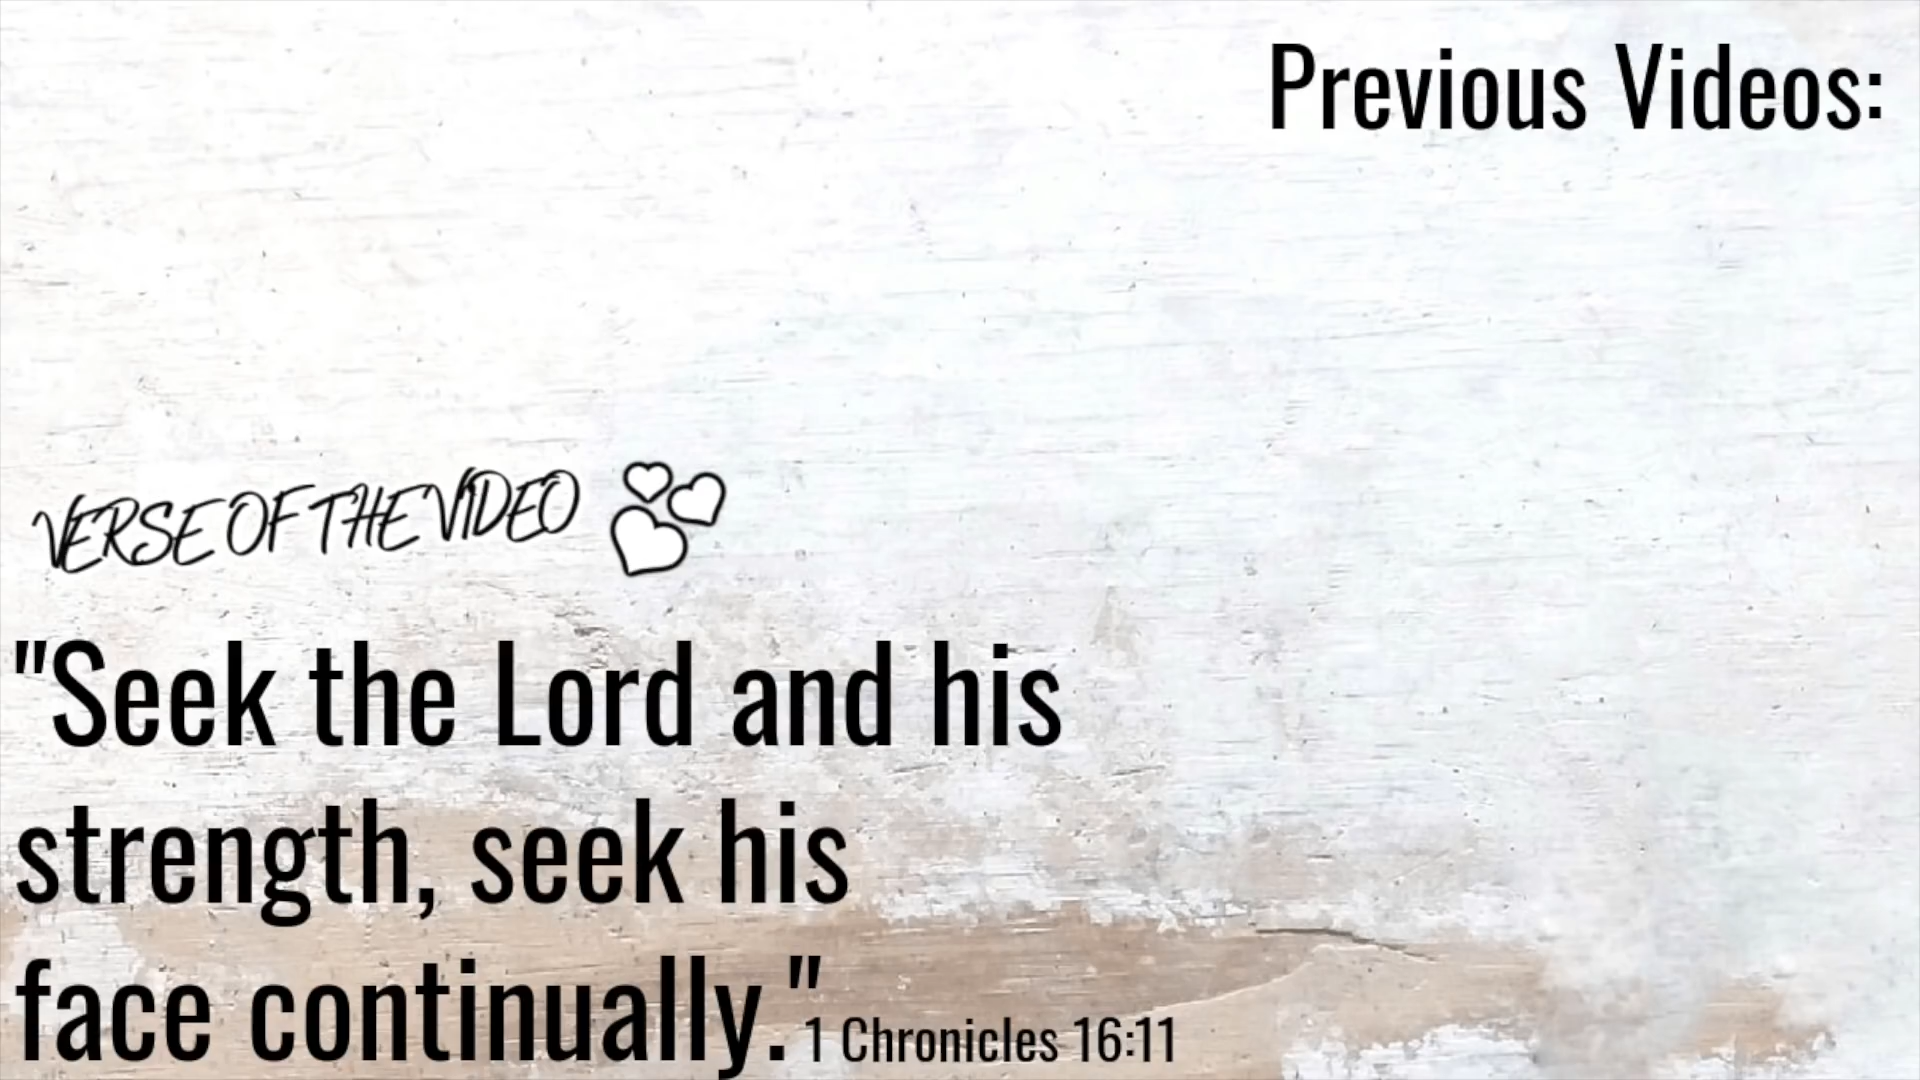 Previous Videos:
VERSE OF THE VIDEO
"Seek the Lord and his
strength, seek his
face continually." 1 Chronicles 16:11